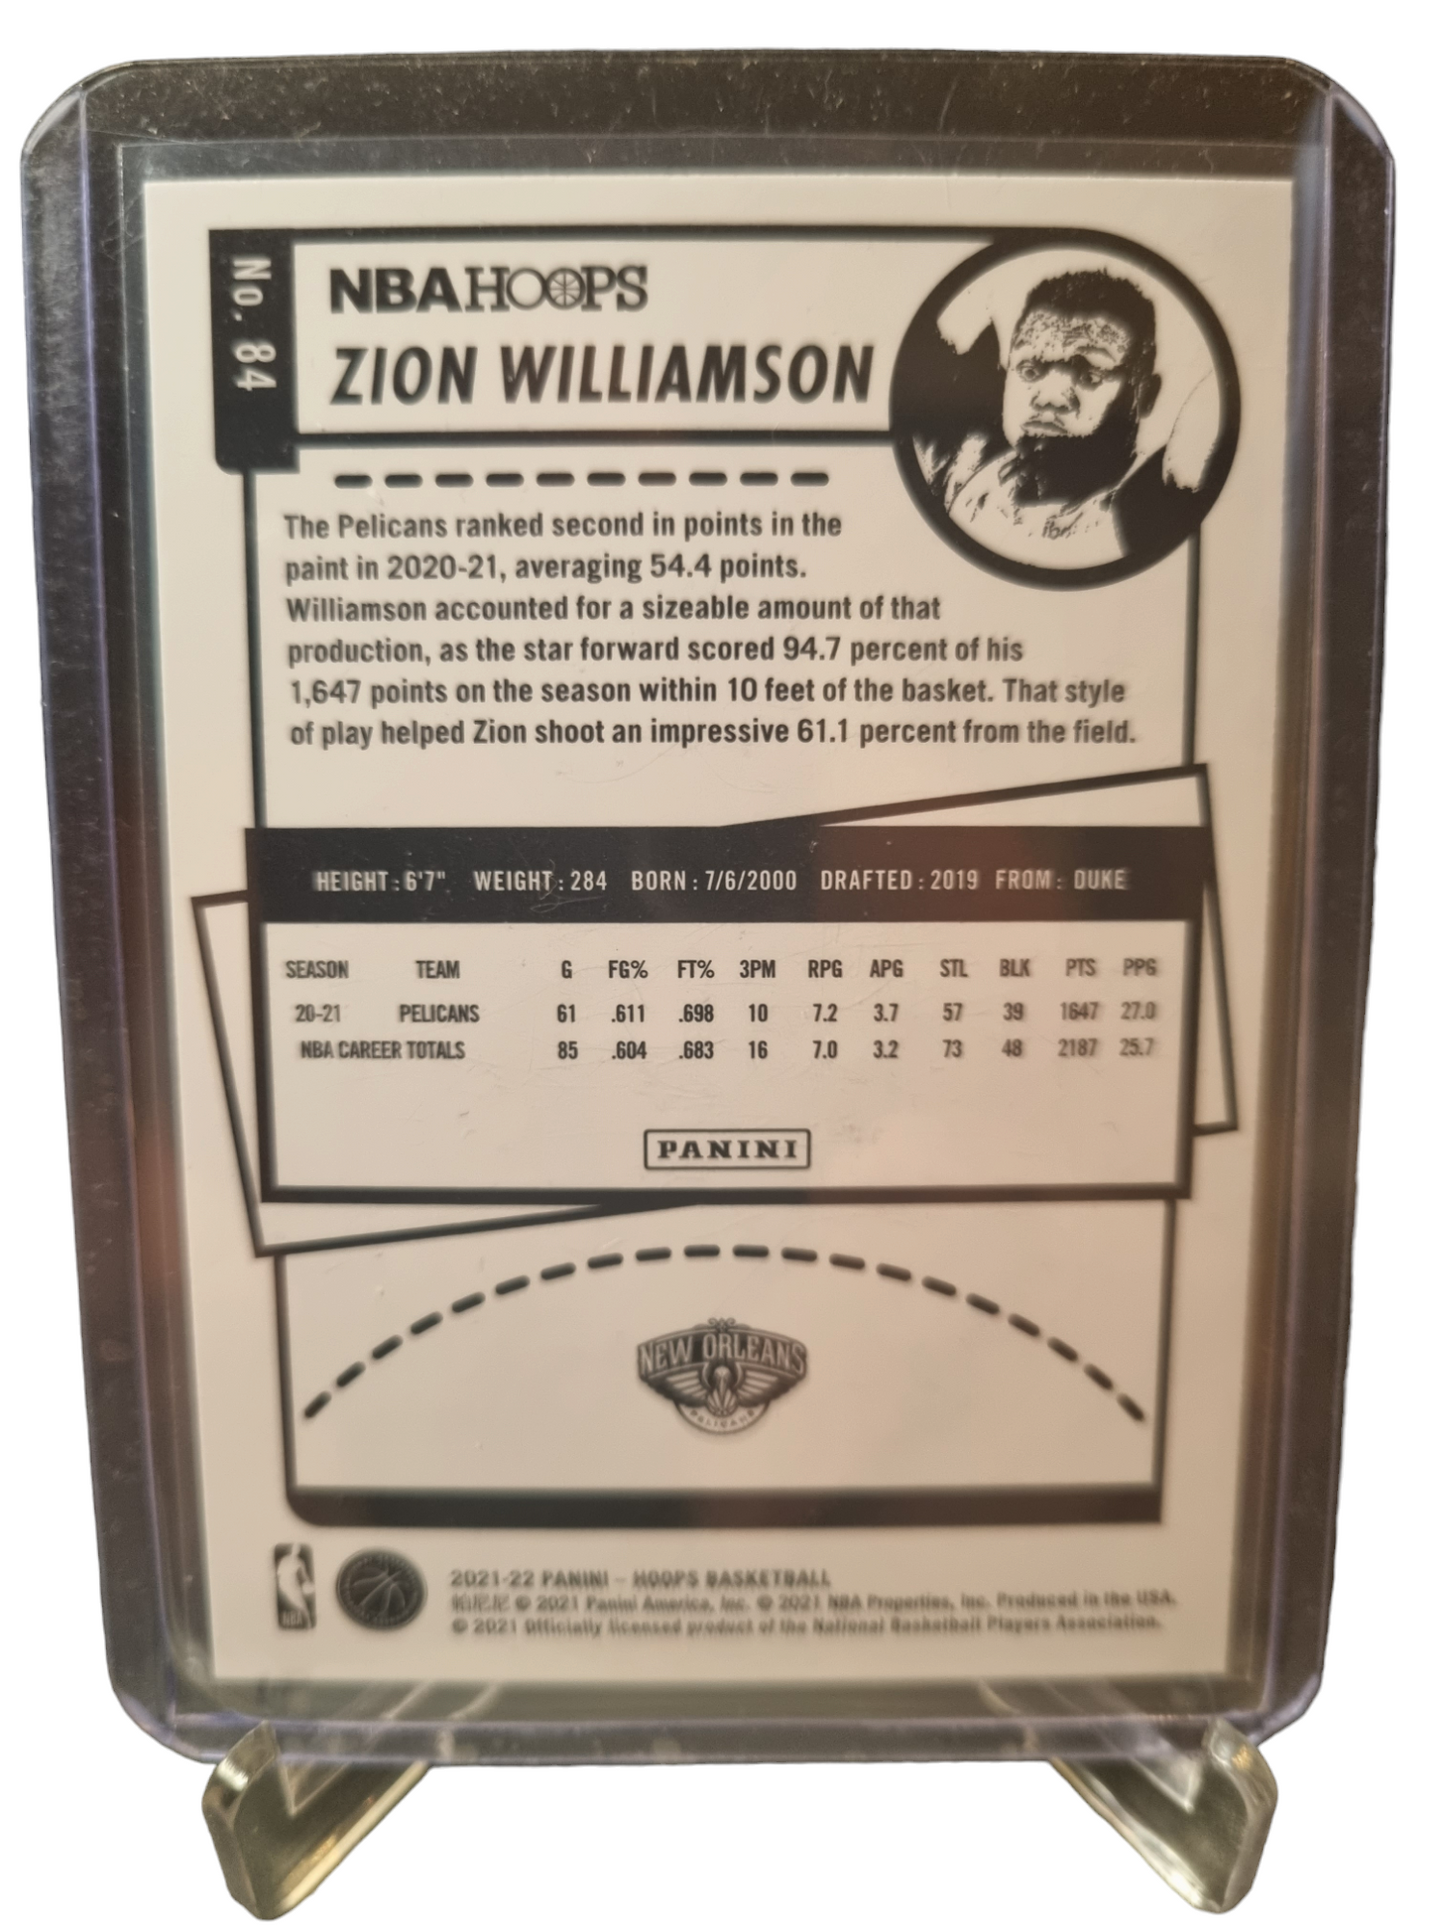 No. 84
NBA HOOPS
ZION WILLIAMSON
The Pelicans ranked second in points in the
paint in 2020-21, averaging 54.4 points.
Williamson accounted for a sizeable amount of that
production, as the star forward scored 94.7 percent of his
1,647 points on the season within 10 feet of the basket. That style
of play helped Zion shoot an impressive 61.1 percent from the field.
HEIGHT: 6'7" WEIGHT: 284 BORN: 7/6/2000 DRAFTED: 2019 FROM: DUKE
SEASON TEAM G FG% FT% 3PM RPG APG STL BLK PTS PPG
20-21 PELICANS 61 .611 .698 10 7.2 3.7 57 39 1647 27.0
NBA CAREER TOTALS 85 .604 .683 16 7.0 3.2 73 48 2187 25.7
PANINI
NEW ORLEANS
PELICANS
NBA
2021-22 PANINI – HOOPS BASKETBALL
帕尼尼 © 2021 Panini America, Inc. © 2021 NBA Properties, Inc. Produced in the USA.
© 2021 Officially licensed product of the National Basketball Players Association.